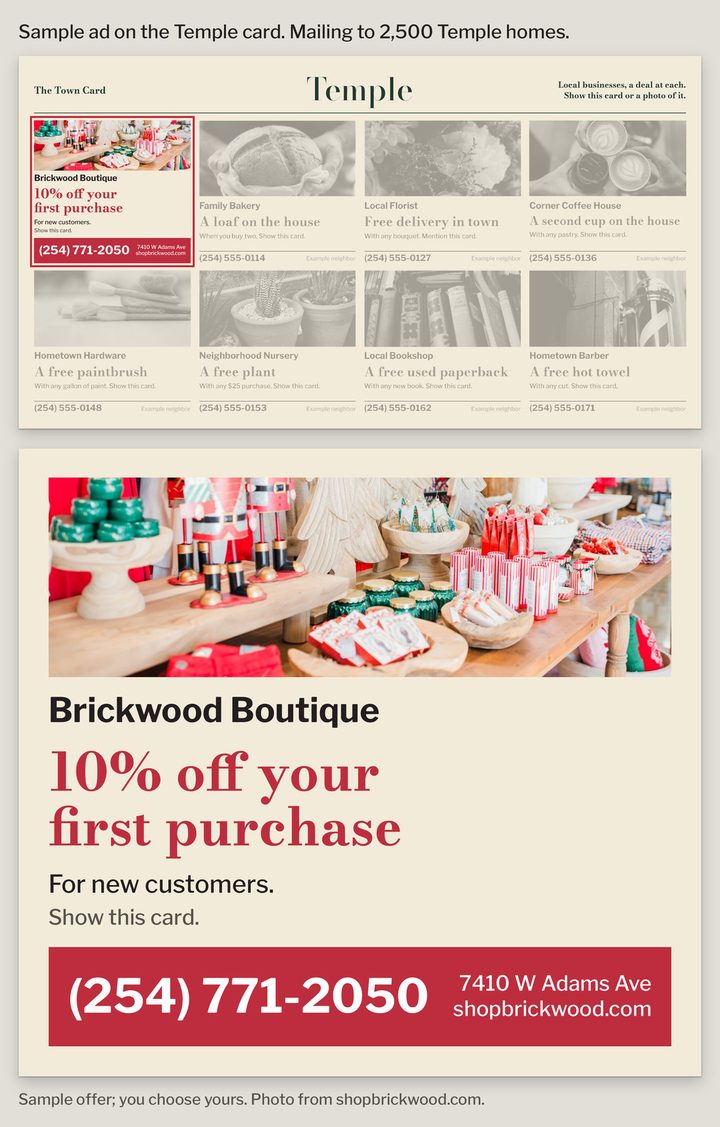 Sample ad on the Temple card. Mailing to 2,500 Temple homes.
The Town Card
Temple
Local businesses, a deal at each.
Show this card or a photo of it.
Brickwood Boutique
10% off your
first purchase
For new customers.
Show this card.
(254) 771-2050
7410 W Adams Ave
shopbrickwood.com
Family Bakery
A loaf on the house
When you buy two. Show this card.
(254) 555-0114
Example neighbor
Local Florist
Free delivery in town
With any bouquet. Mention this card.
(254) 555-0127
Example neighbor
Corner Coffee House
A second cup on the house
With any pastry. Show this card.
(254) 555-0136
Example neighbor
Hometown Hardware
A free paintbrush
With any gallon of paint. Show this card.
(254) 555-0148
Example neighbor
Neighborhood Nursery
A free plant
With any $25 purchase. Show this card.
(254) 555-0153
Example neighbor
Local Bookshop
A free used paperback
With any new book. Show this card.
(254) 555-0162
Example neighbor
Hometown Barber
A free hot towel
With any cut. Show this card.
(254) 555-0171
Example neighbor
Brickwood Boutique
10% off your
first purchase
For new customers.
Show this card.
(254) 771-2050
7410 W Adams Ave
shopbrickwood.com
Sample offer; you choose yours. Photo from shopbrickwood.com.